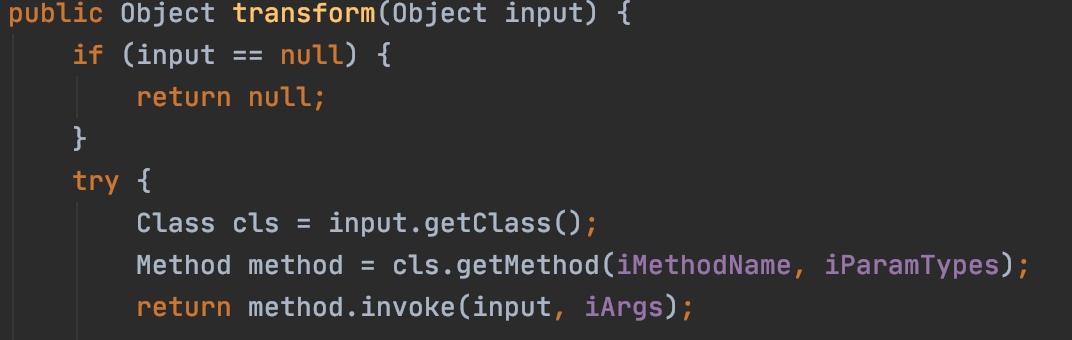 public Object transform(Object input) {
    if (input == null) {
        return null;
    }
    try {
        Class cls = input.getClass();
        Method method = cls.getMethod(iMethodName, iParamTypes);
        return method.invoke(input, iArgs);